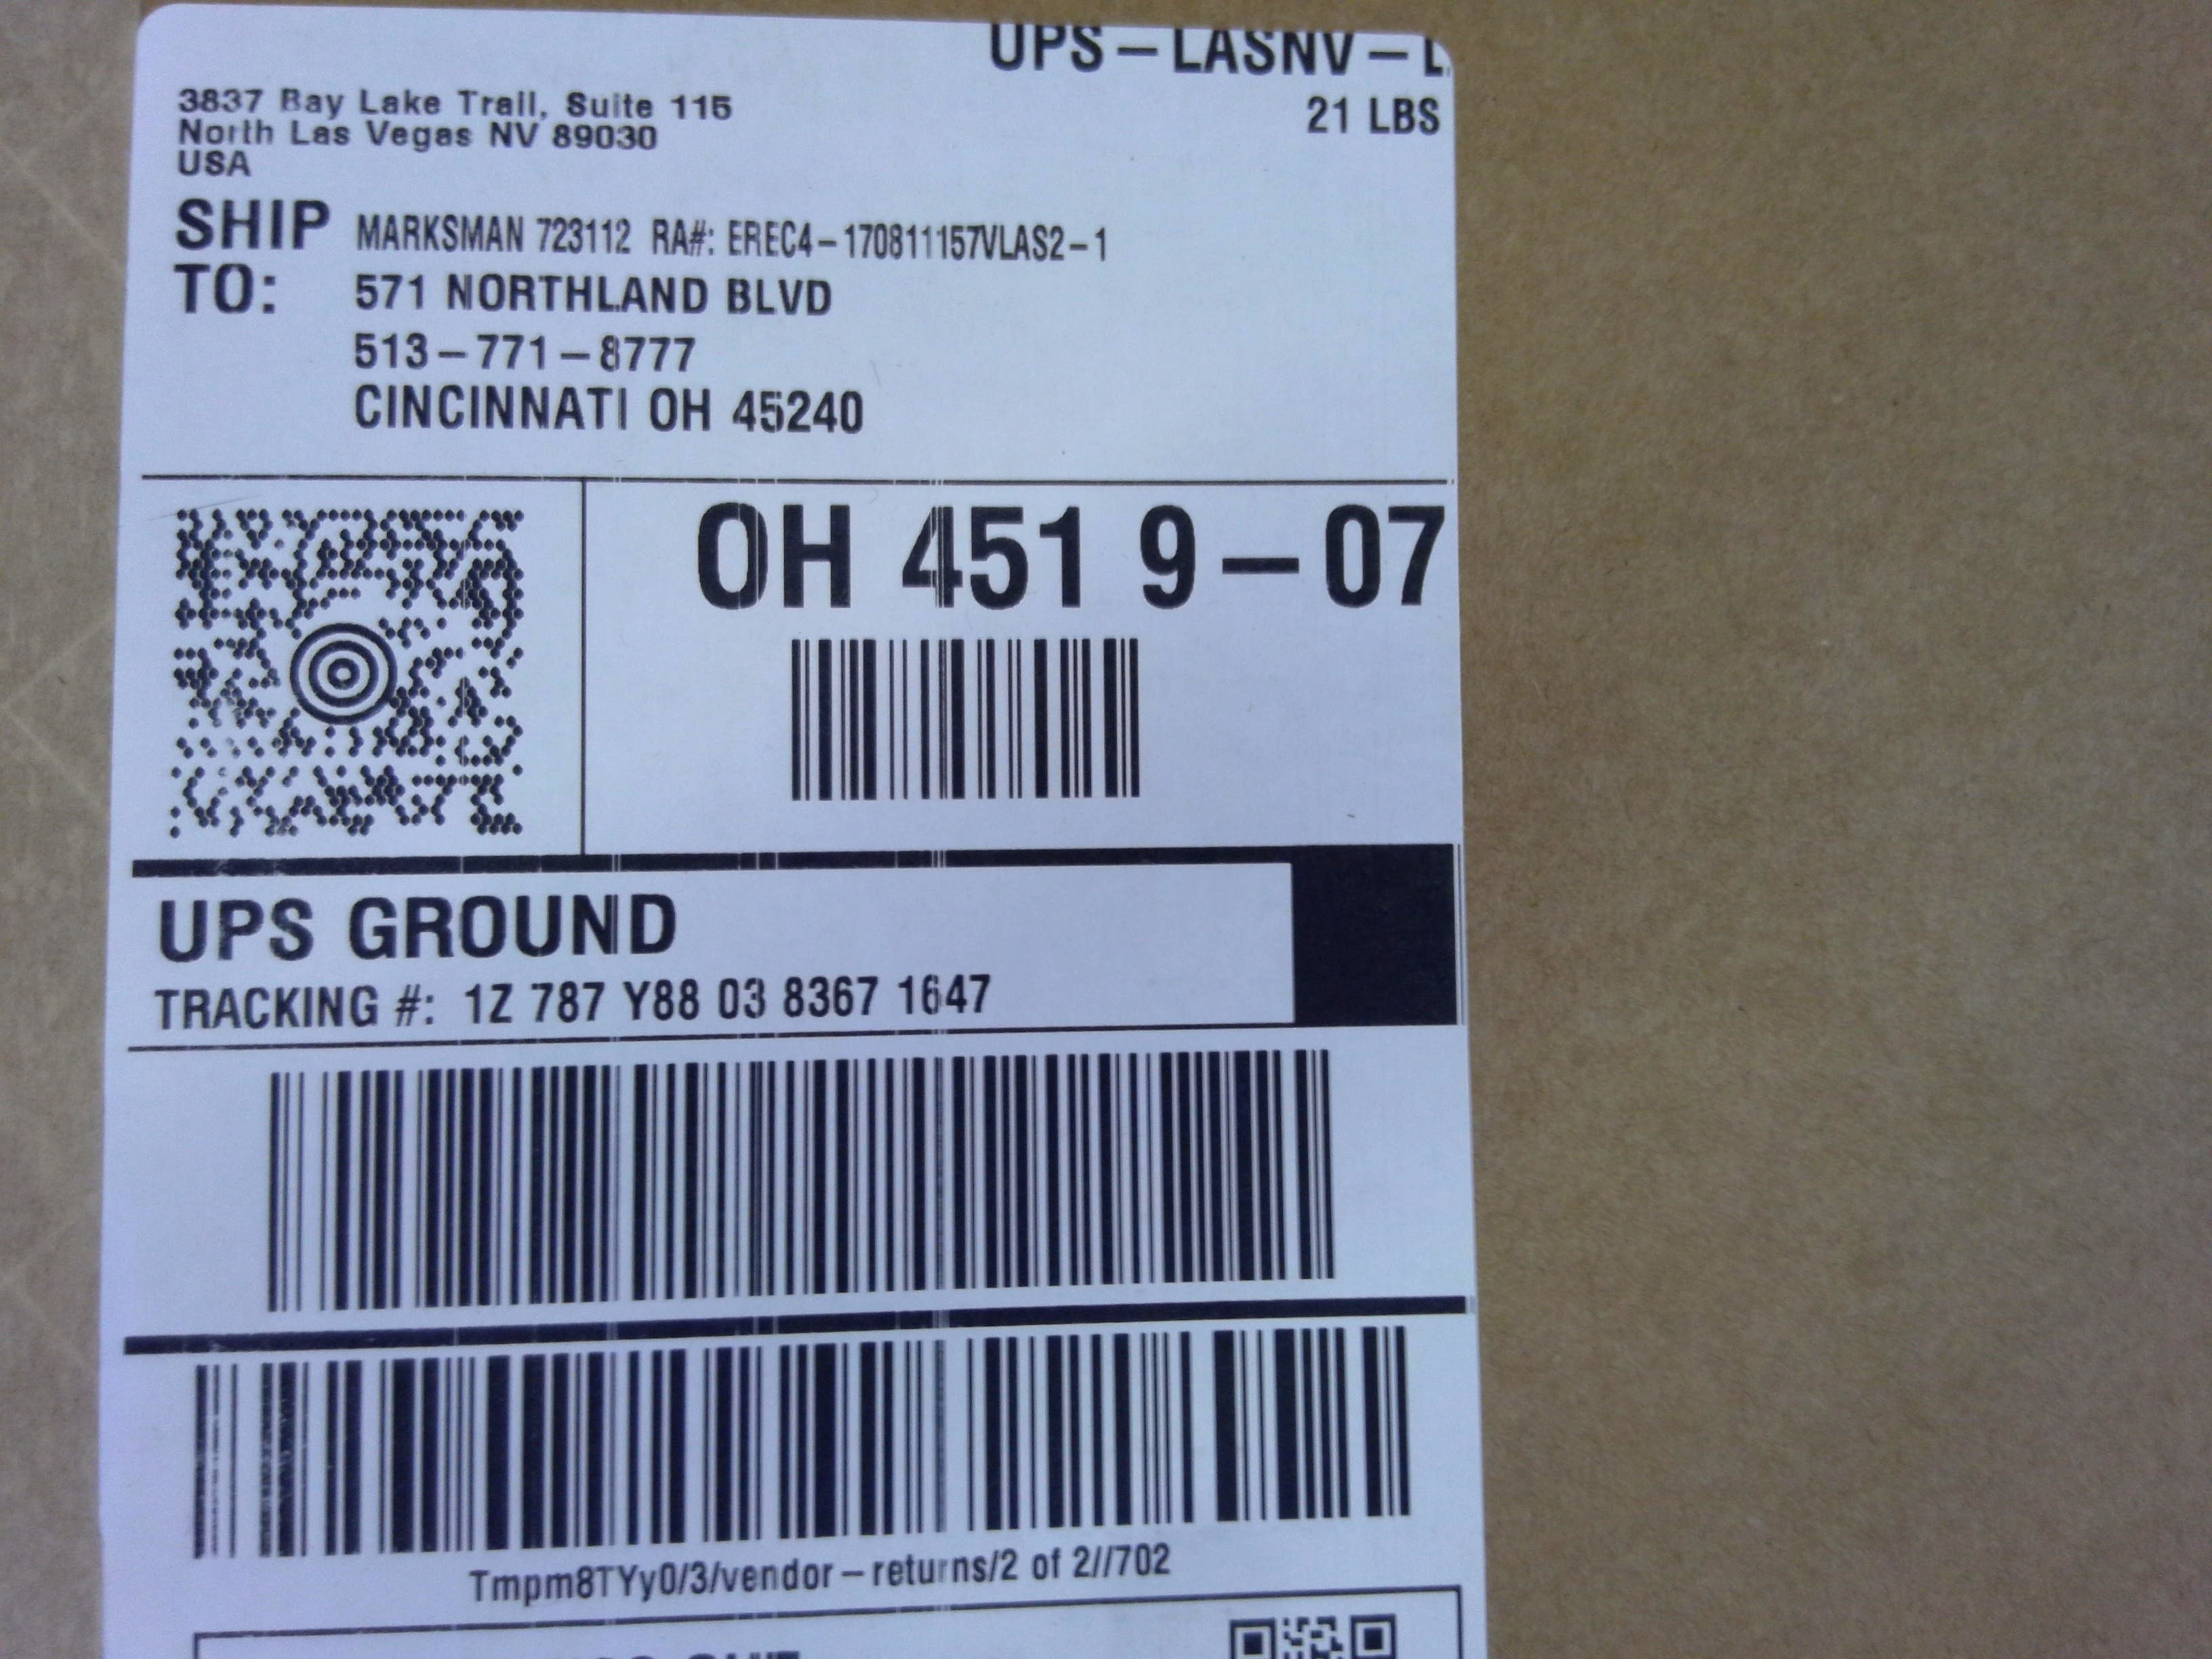 UPS – LASNV – L
21 LBS
3837 Bay Lake Trail, Suite 115
North Las Vegas NV 89030
USA
SHIP TO:
MARKSMAN 723112 RA#: EREC4–170811157VLAS2–1
571 NORTHLAND BLVD
513–771–8777
CINCINNATI OH 45240
OH 451 9–07
UPS GROUND
TRACKING #: 1Z 787 Y88 03 8367 1647
Tmpm8TYy0/3/vendor–returns/2 of 2//702